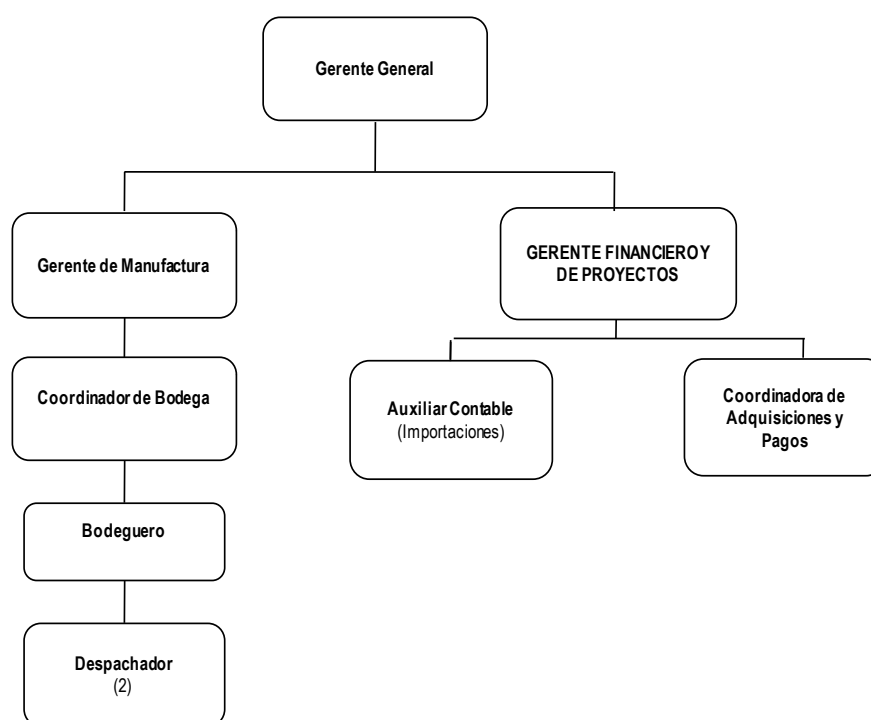 Gerente General
Gerente de Manufactura
GERENTE FINANCIERO Y
DE PROYECTOS
Coordinador de Bodega
Auxiliar Contable
(Importaciones)
Coordinadora de
Adquisiciones y
Pagos
Bodeguero
Despachador
(2)